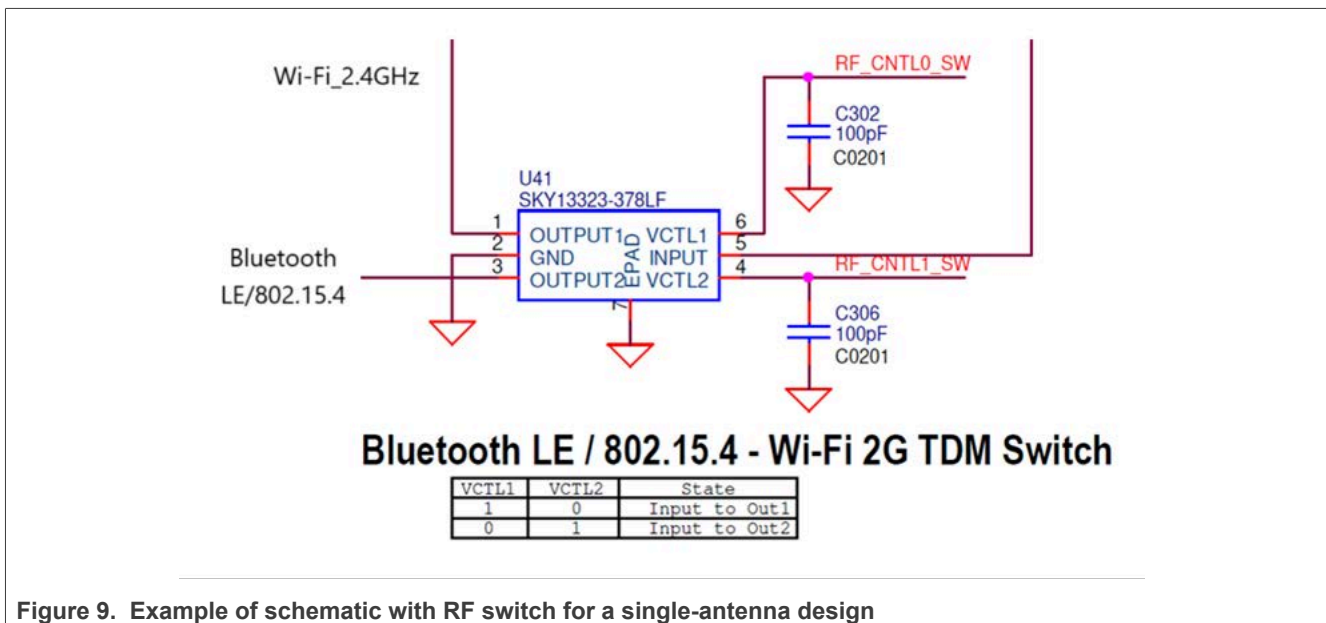 Wi-Fi_2.4GHz
RF_CNTL0_SW
C302
100pF
C0201
U41
SKY13323-378LF
1
OUTPUT1
VCTL1
6
2
GND
EPAD
INPUT
5
3
OUTPUT2
VCTL2
4
7
Bluetooth
LE/802.15.4
RF_CNTL1_SW
C306
100pF
C0201
Bluetooth LE / 802.15.4 - Wi-Fi 2G TDM Switch
VCTL1 VCTL2 State
1 0 Input to Out1
0 1 Input to Out2
Figure 9. Example of schematic with RF switch for a single-antenna design